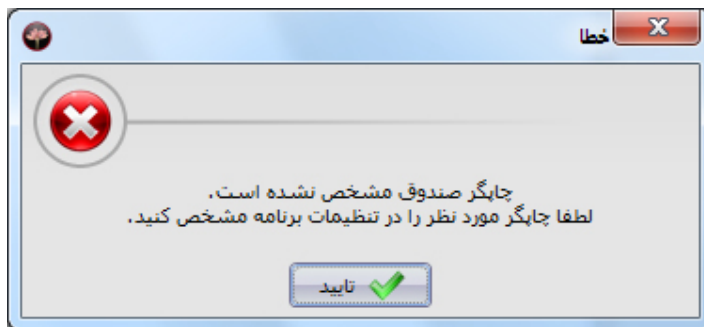 خطا
چاپگر صندوق مشخص نشده است.
لطفا چاپگر مورد نظر را در تنظیمات برنامه مشخص کنید.
تایید